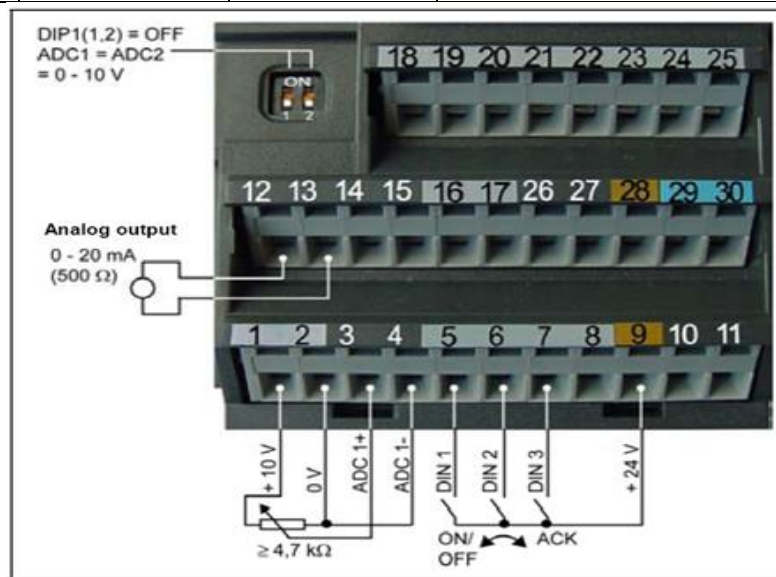 DIP1(1,2) = OFF
ADC1 = ADC2
= 0 - 10 V
ON
1 2
18 19 20 21 22 23 24 25
12 13 14 15 16 17 26 27 28 29 30
Analog output
0 - 20 mA
(500 Ω)
1 2 3 4 5 6 7 8 9 10 11
+ 10 V
0 V
ADC 1+
ADC 1-
DIN 1
DIN 2
DIN 3
+ 24 V
≥ 4,7 kΩ
ON/
OFF
ACK